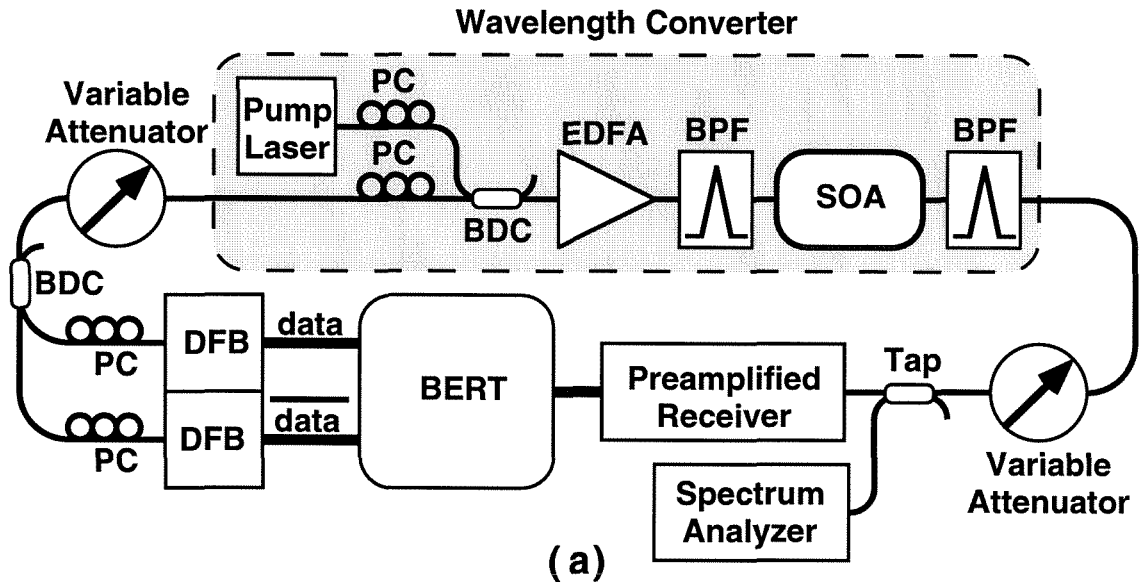 Wavelength Converter
Variable
Attenuator
PC
Pump
Laser
PC
EDFA
BPF
BPF
SOA
BDC
BDC
DFB
data
PC
BERT
Preamplified
Receiver
Tap
DFB
data
PC
Variable
Attenuator
Spectrum
Analyzer
(a)